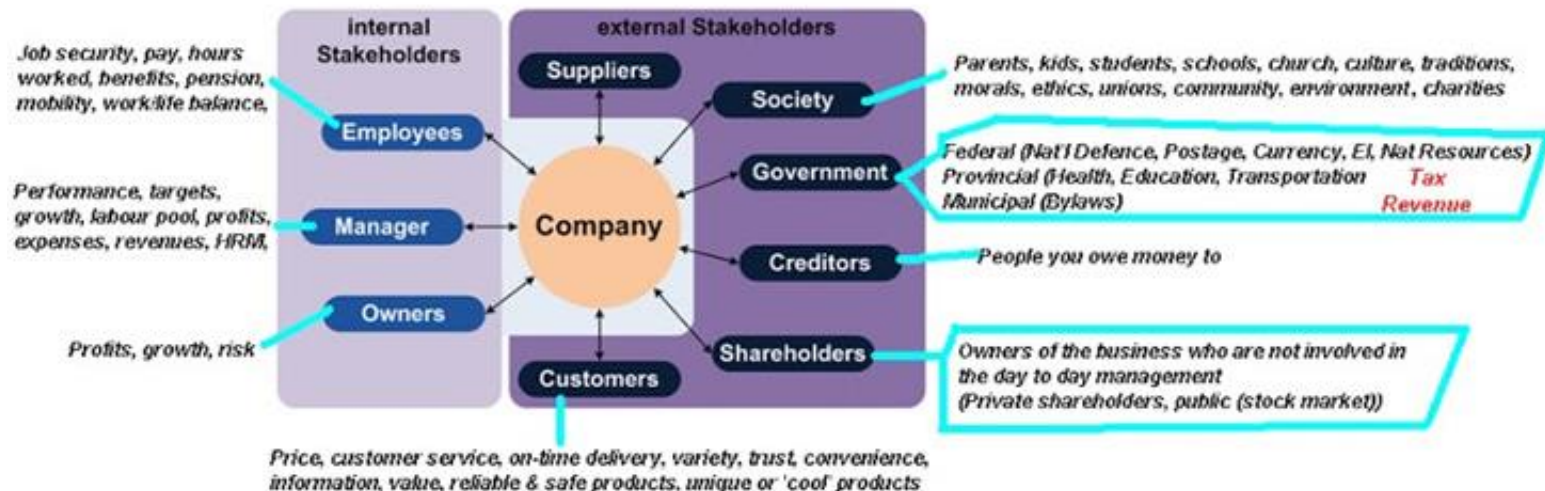 internal
Stakeholders
external Stakeholders
Job security, pay, hours
worked, benefits, pension,
mobility, work/life balance,
Employees
Performance, targets,
growth, labour pool, profits,
expenses, revenues, HRM,
Manager
Profits, growth, risk
Owners
Company
Suppliers
Society
Parents, kids, students, schools, church, culture, traditions,
morals, ethics, unions, community, environment, charities
Government
Federal (Nat'l Defence, Postage, Currency, EI, Nat Resources)
Provincial (Health, Education, Transportation
Municipal (Bylaws)
Tax
Revenue
Creditors
People you owe money to
Shareholders
Owners of the business who are not involved in
the day to day management
(Private shareholders, public (stock market))
Customers
Price, customer service, on-time delivery, variety, trust, convenience,
information, value, reliable & safe products, unique or 'cool' products